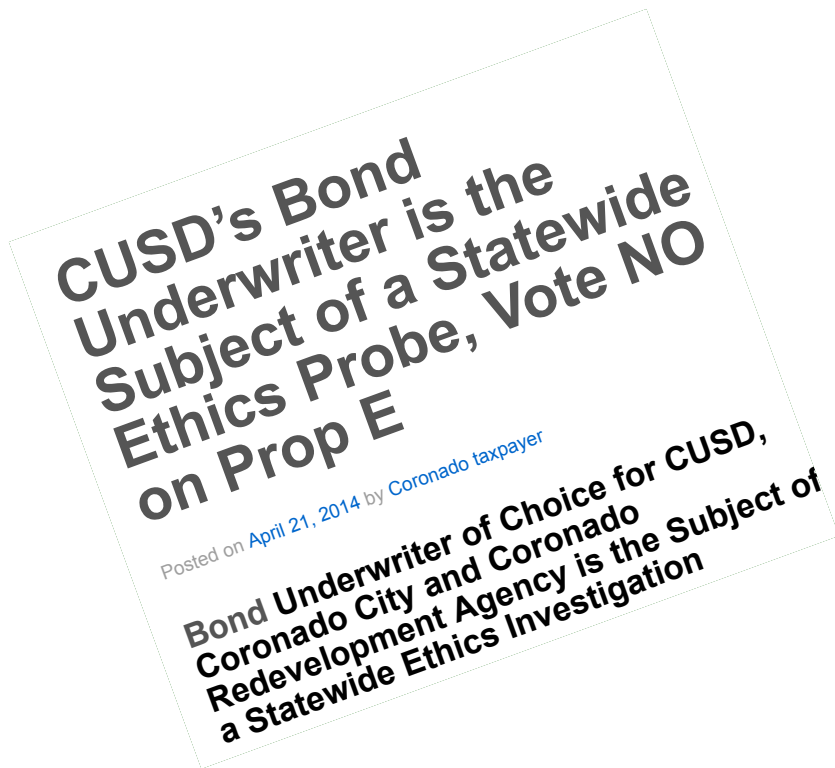 CUSD’s Bond
Underwriter is the
Subject of a Statewide
Ethics Probe, Vote NO
on Prop E
Posted on April 21, 2014 by Coronado taxpayer
Bond Underwriter of Choice for CUSD,
Coronado City and Coronado
Redevelopment Agency is the Subject of
a Statewide Ethics Investigation